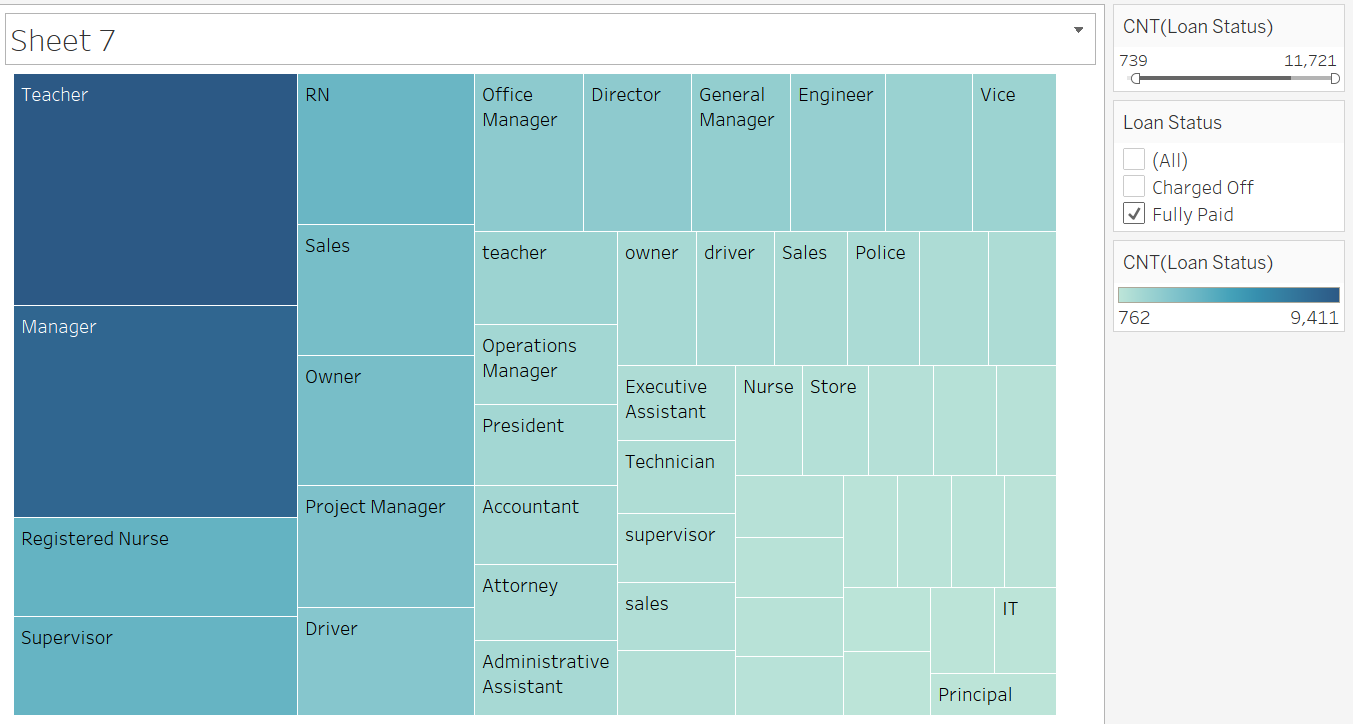 Sheet 7
Teacher
Manager
Registered Nurse
Supervisor
RN
Sales
Owner
Project Manager
Driver
Office
Manager
Director
General
Manager
Engineer
Vice
teacher
Operations
Manager
President
Accountant
Attorney
Administrative
Assistant
owner
driver
Sales
Police
Executive
Assistant
Technician
supervisor
sales
Nurse
Store
IT
Principal
CNT(Loan Status)
739 11,721
Loan Status
(All)
Charged Off
Fully Paid
CNT(Loan Status)
762 9,411